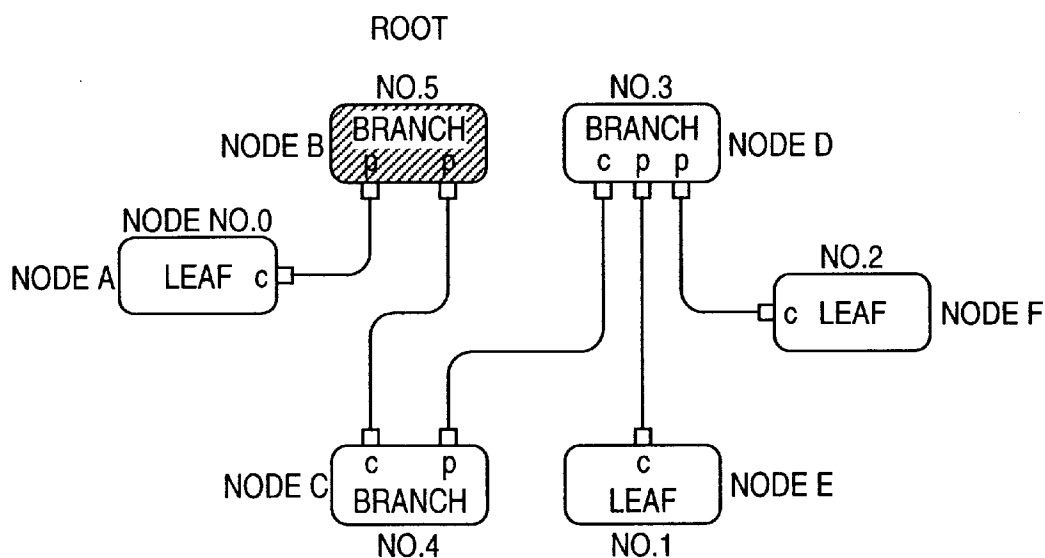 ROOT
NO.5
NO.3
NODE B
BRANCH
p p
BRANCH
c p p
NODE D
NODE NO.0
NODE A
LEAF c
NO.2
c LEAF
NODE F
NODE C
c p
BRANCH
NO.4
c
LEAF
NODE E
NO.1